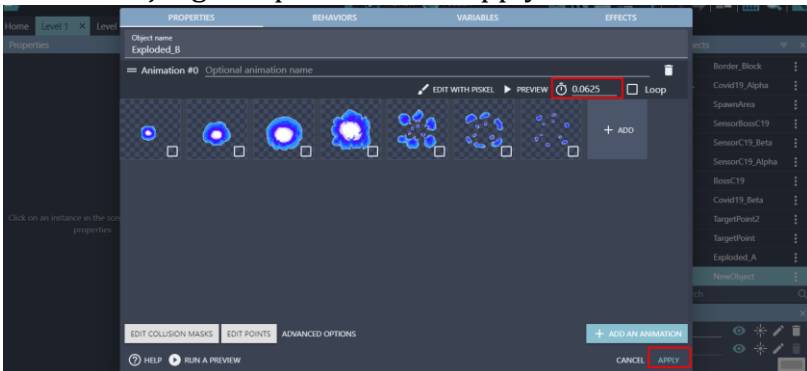 PROPERTIES BEHAVIORS VARIABLES EFFECTS
Home Level 1 × Level
Properties
Object name
Exploded_B
Animation #0 Optional animation name
EDIT WITH PISKEL PREVIEW 0.0625 Loop
+ ADD
Border_Block
Covid19_Alpha
SpawnArea
SensorBossC19
SensorC19_Beta
SensorC19_Alpha
BossC19
Covid19_Beta
TargetPoint2
TargetPoint
Exploded_A
NewObject
Click on an instance in the sce
properties
EDIT COLLISION MASKS EDIT POINTS ADVANCED OPTIONS + ADD AN ANIMATION
HELP RUN A PREVIEW CANCEL APPLY